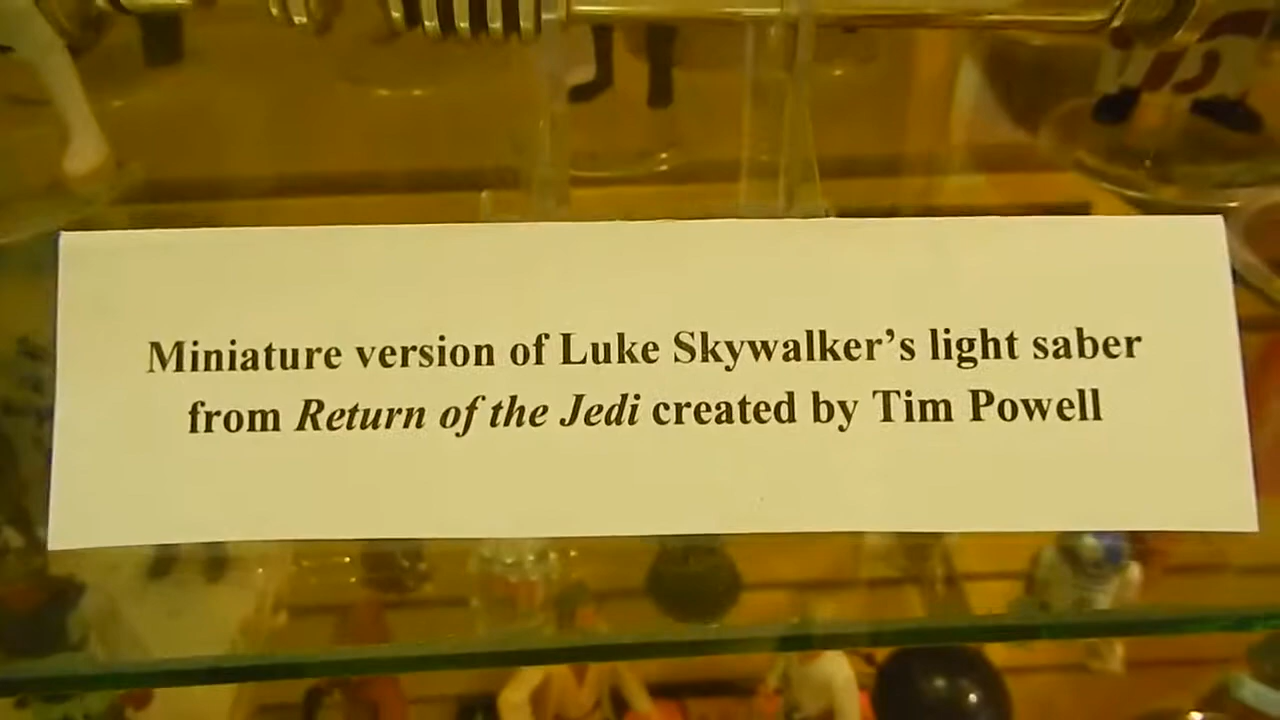 Miniature version of Luke Skywalker’s light saber
from Return of the Jedi created by Tim Powell